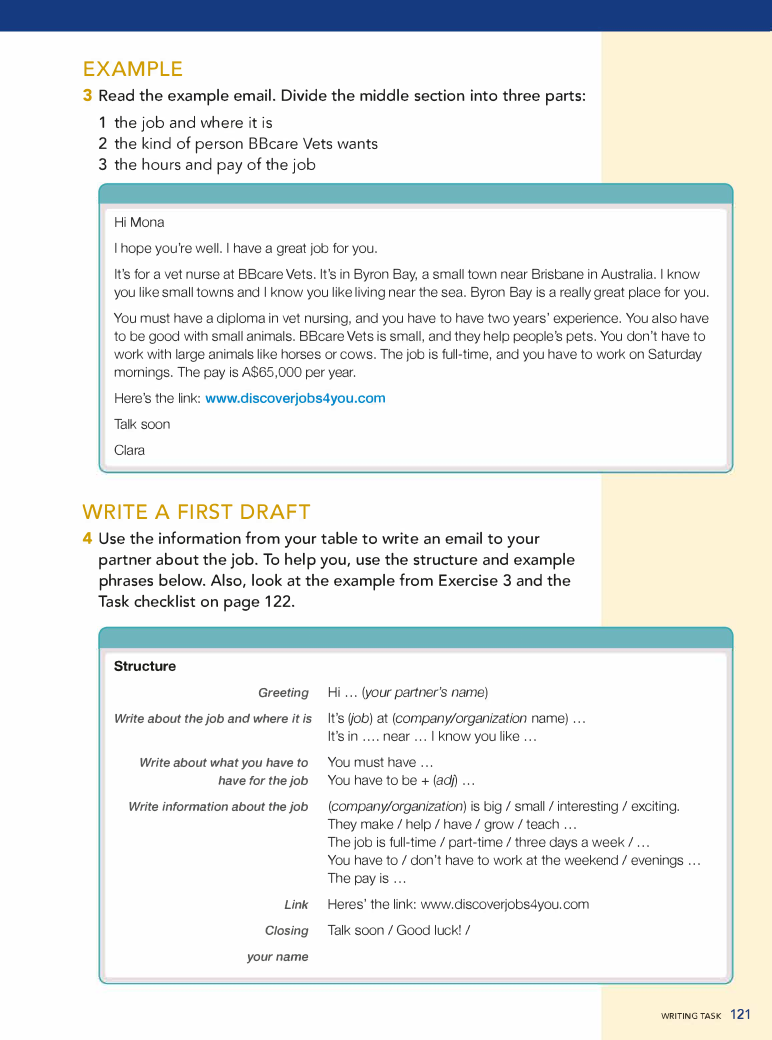 EXAMPLE
3 Read the example email. Divide the middle section into three parts:
1 the job and where it is
2 the kind of person BBcare Vets wants
3 the hours and pay of the job
Hi Mona
I hope you're well. I have a great job for you.
It's for a vet nurse at BBcare Vets. It's in Byron Bay, a small town near Brisbane in Australia. I know
you like small towns and I know you like living near the sea. Byron Bay is a really great place for you.
You must have a diploma in vet nursing, and you have to have two years' experience. You also have
to be good with small animals. BBcare Vets is small, and they help people's pets. You don't have to
work with large animals like horses or cows. The job is full-time, and you have to work on Saturday
mornings. The pay is A$65,000 per year.
Here's the link: www.discoverjobs4you.com
Talk soon
Clara
WRITE A FIRST DRAFT
4 Use the information from your table to write an email to your
partner about the job. To help you, use the structure and example
phrases below. Also, look at the example from Exercise 3 and the
Task checklist on page 122.
Structure
Greeting Hi … (your partner's name)
Write about the job and where it is It's (job) at (company/organization name) …
It's in …. near … I know you like …
Write about what you have to You must have …
have for the job You have to be + (adj) …
Write information about the job (company/organization) is big / small / interesting / exciting.
They make / help / have / grow / teach …
The job is full-time / part-time / three days a week / …
You have to / don't have to work at the weekend / evenings …
The pay is …
Link Heres' the link: www.discoverjobs4you.com
Closing Talk soon / Good luck! /
your name
WRITING TASK 121